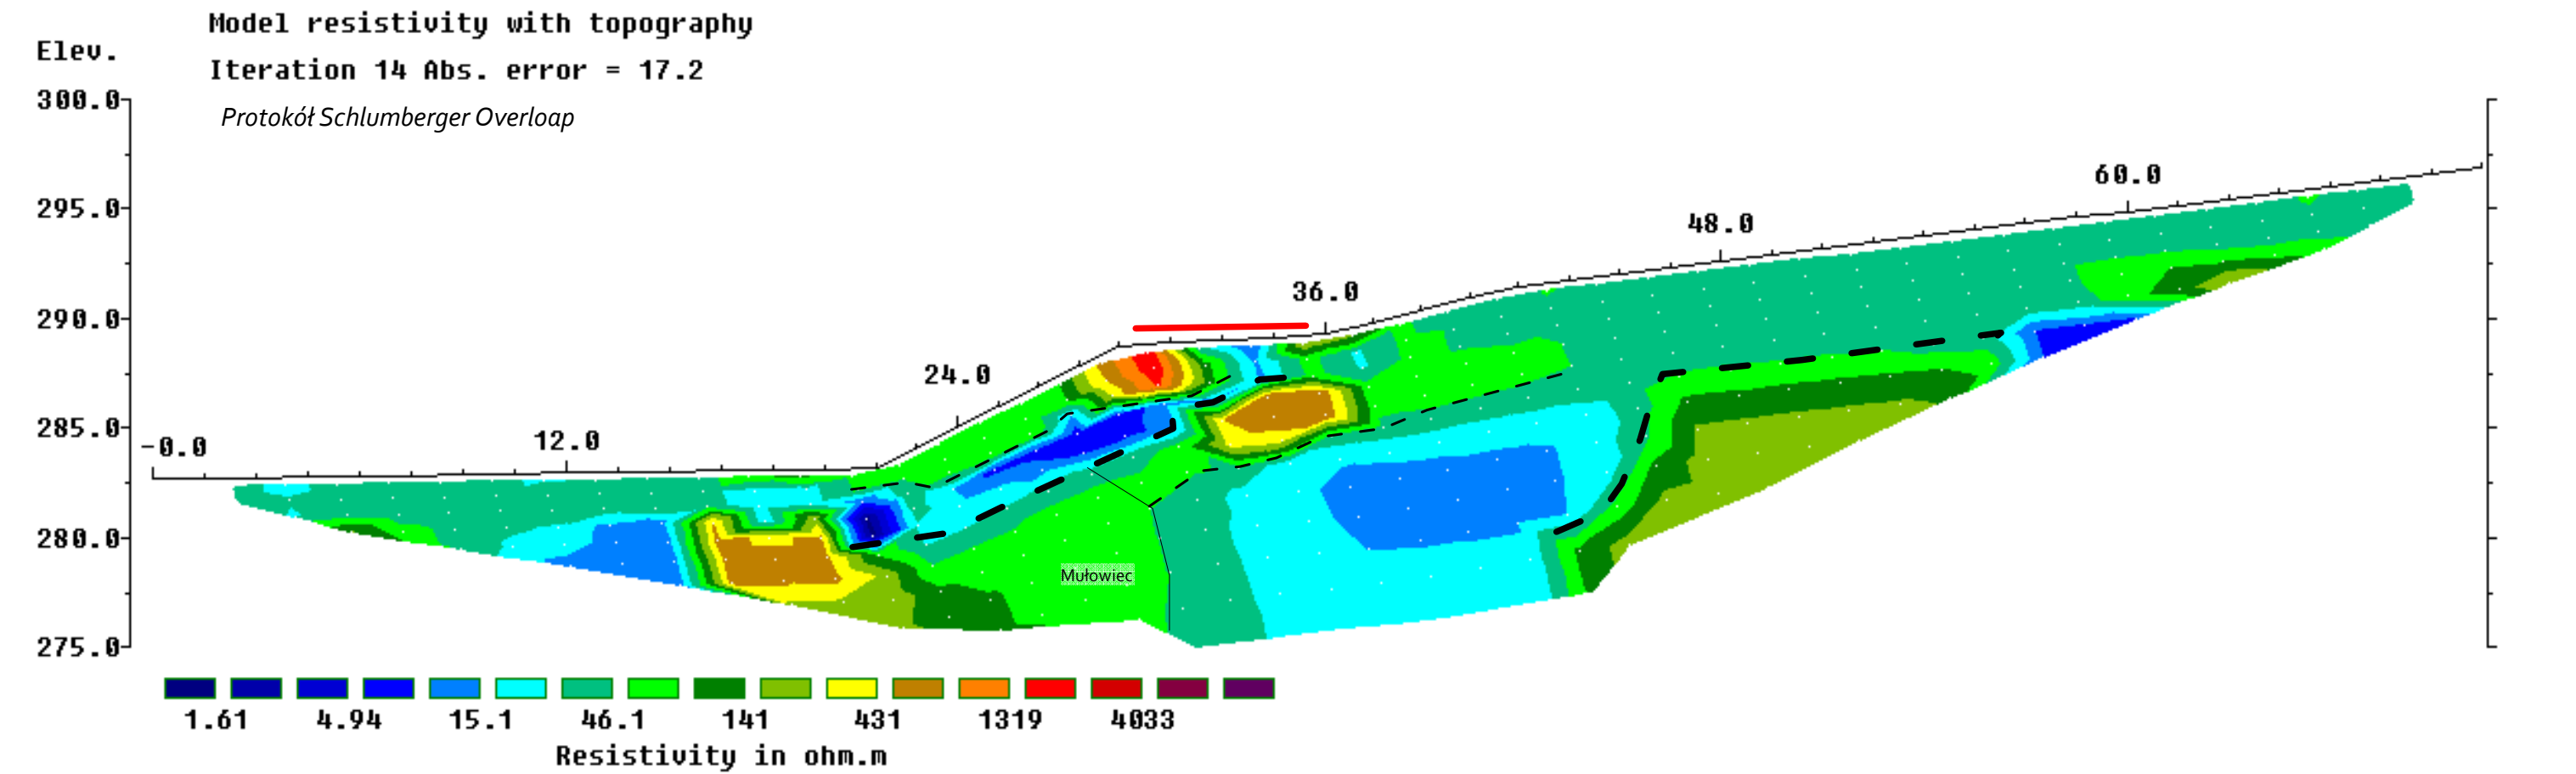 Model resistivity with topography
Elev.
Iteration 14 Abs. error = 17.2
300.0
Protokół Schlumberger Overloap
295.0
60.0
48.0
290.0
36.0
285.0
24.0
-0.0
12.0
280.0
Mułowiec
275.0
1.61 4.94 15.1 46.1 141 431 1319 4033
Resistivity in ohm.m